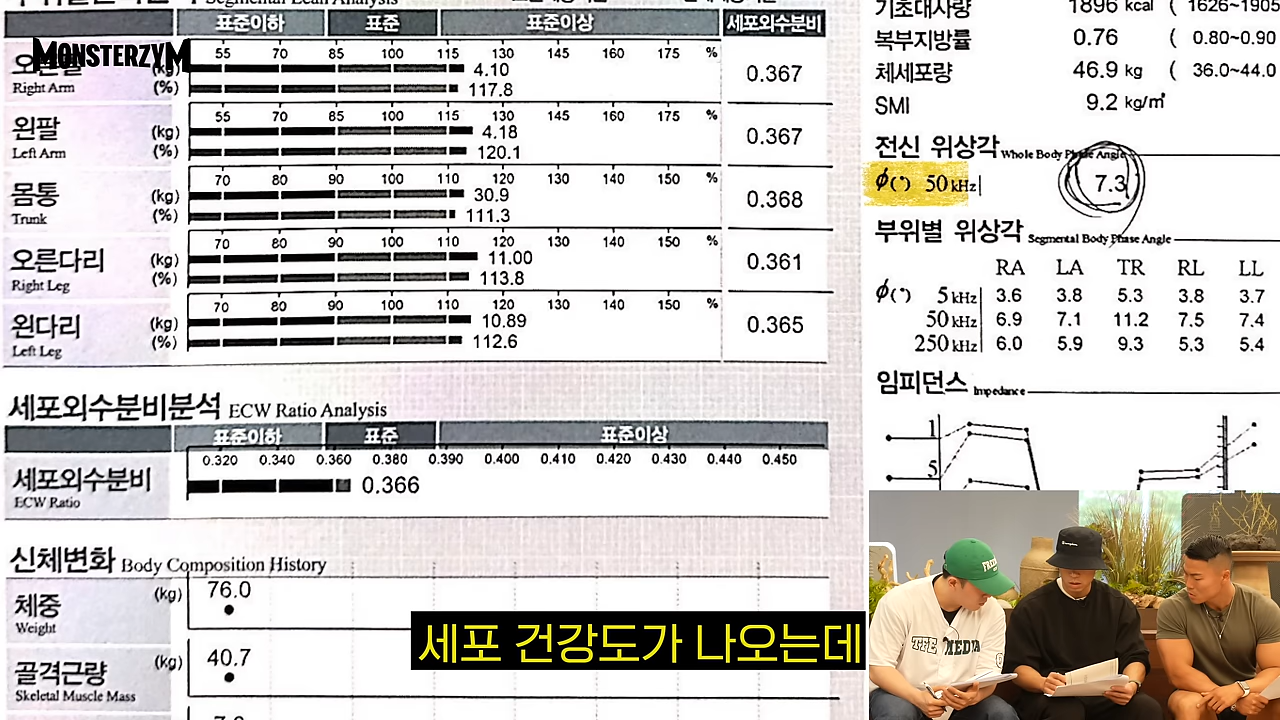 Segmental Lean Analysis
표준이하 표준 표준이상 세포외수분비
MONSTERZYM
55 70 85 100 115 130 145 160 175 %
(kg) 4.10
Right Arm (%) 117.8
0.367
55 70 85 100 115 130 145 160 175 %
왼팔 (kg) 4.18
Left Arm (%) 120.1
0.367
70 80 90 100 110 120 130 140 150 %
몸통 (kg) 30.9
Trunk (%) 111.3
0.368
70 80 90 100 110 120 130 140 150 %
오른다리 (kg) 11.00
Right Leg (%) 113.8
0.361
70 80 90 100 110 120 130 140 150 %
왼다리 (kg) 10.89
Left Leg (%) 112.6
0.365
세포외수분비분석 ECW Ratio Analysis
표준이하 표준 표준이상
0.320 0.340 0.360 0.380 0.390 0.400 0.410 0.420 0.430 0.440 0.450
세포외수분비 0.366
ECW Ratio
신체변화 Body Composition History
체중 (kg) 76.0
Weight
골격근량 (kg) 40.7
Skeletal Muscle Mass
기초대사량 1896 kcal ( 1626~1905
복부지방률 0.76 ( 0.80~0.90
체세포량 46.9 kg ( 36.0~44.0
SMI 9.2 kg/m²
전신 위상각 Whole Body Phase Angle
ϕ(°) 50 kHz 7.3
부위별 위상각 Segmental Body Phase Angle
RA LA TR RL LL
ϕ(°) 5 kHz 3.6 3.8 5.3 3.8 3.7
50 kHz 6.9 7.1 11.2 7.5 7.4
250 kHz 6.0 5.9 9.3 5.3 5.4
임피던스 Impedance
1
5
THE MEDIA
세포 건강도가 나오는데